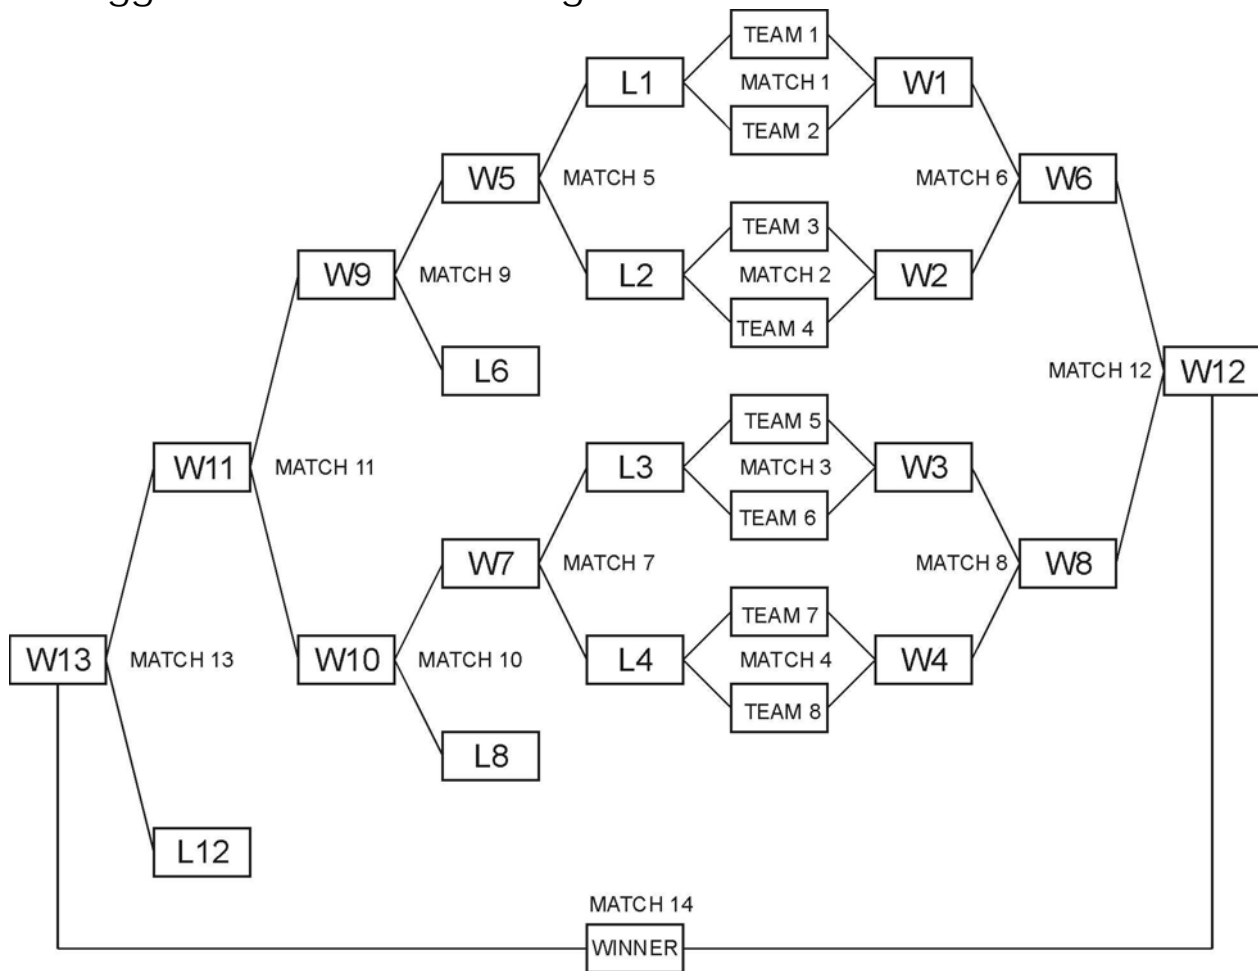 TEAM 1
L1
MATCH 1
W1
TEAM 2
W5
MATCH 5
MATCH 6
W6
TEAM 3
W9
MATCH 9
L2
MATCH 2
W2
TEAM 4
L6
MATCH 12
W12
TEAM 5
W11
MATCH 11
L3
MATCH 3
W3
TEAM 6
W7
MATCH 7
MATCH 8
W8
TEAM 7
W13
MATCH 13
W10
MATCH 10
L4
MATCH 4
W4
TEAM 8
L8
L12
MATCH 14
WINNER